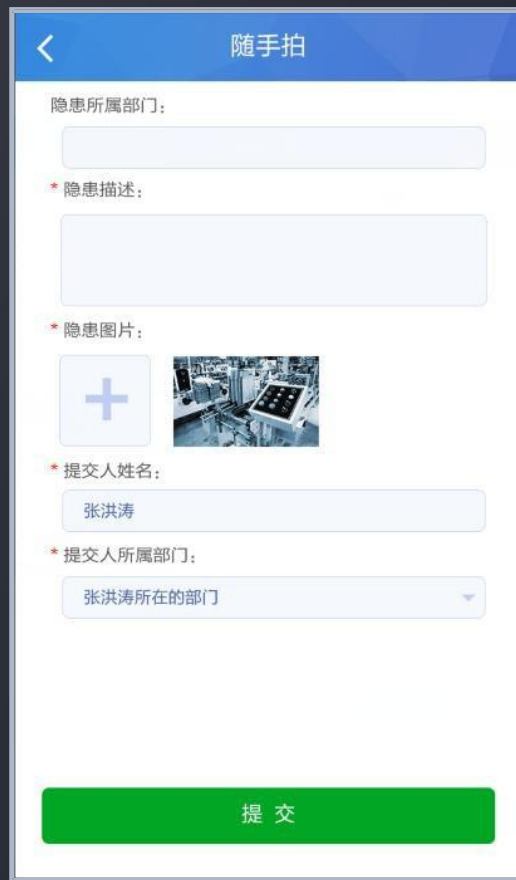 随手拍
隐患所属部门：
* 隐患描述：
* 隐患图片：
* 提交人姓名：
张洪涛
* 提交人所属部门：
张洪涛所在的部门
提 交